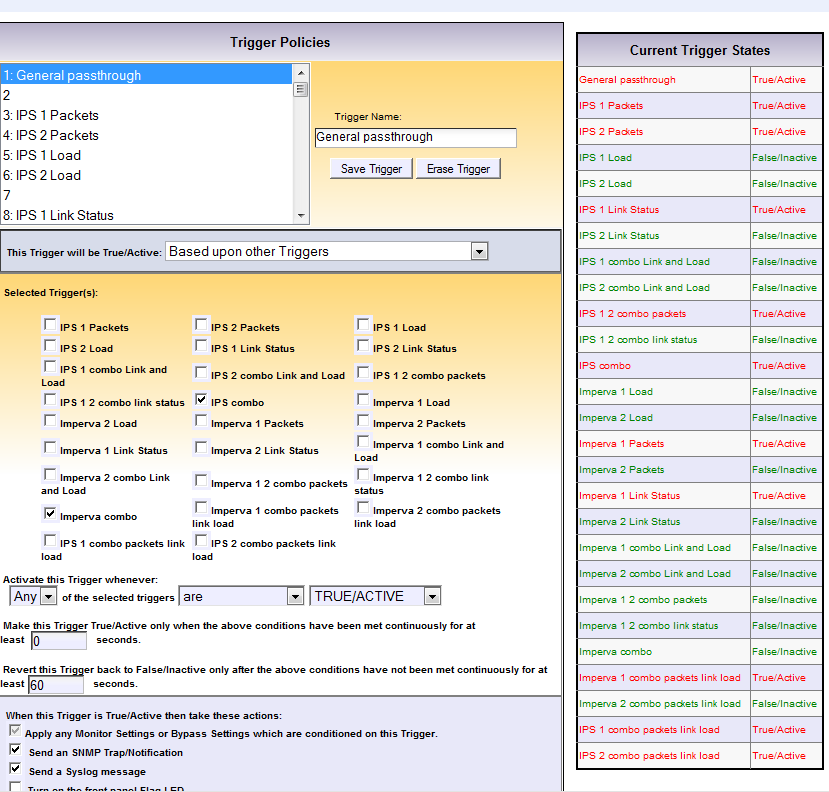 Trigger Policies
1: General passthrough
2
3: IPS 1 Packets
4: IPS 2 Packets
5: IPS 1 Load
6: IPS 2 Load
7
8: IPS 1 Link Status
Trigger Name:
General passthrough
Save Trigger Erase Trigger
This Trigger will be True/Active: Based upon other Triggers
Selected Trigger(s):
IPS 1 Packets IPS 2 Packets IPS 1 Load
IPS 2 Load IPS 1 Link Status IPS 2 Link Status
IPS 1 combo Link and Load IPS 2 combo Link and Load IPS 1 2 combo packets
IPS 1 2 combo link status IPS combo Imperva 1 Load
Imperva 2 Load Imperva 1 Packets Imperva 2 Packets
Imperva 1 Link Status Imperva 2 Link Status Imperva 1 combo Link and Load
Imperva 2 combo Link and Load Imperva 1 2 combo packets Imperva 1 2 combo link status
Imperva combo Imperva 1 combo packets link load Imperva 2 combo packets link load
IPS 1 combo packets link load IPS 2 combo packets link load
Activate this Trigger whenever:
Any of the selected triggers are TRUE/ACTIVE
Make this Trigger True/Active only when the above conditions have been met continuously for at
least 0 seconds.
Revert this Trigger back to False/Inactive only after the above conditions have not been met continuously for at
least 60 seconds.
When this Trigger is True/Active then take these actions:
Apply any Monitor Settings or Bypass Settings which are conditioned on this Trigger.
Send an SNMP Trap/Notification
Send a Syslog message
Turn on the front panel Flag LED
Current Trigger States
General passthrough True/Active
IPS 1 Packets True/Active
IPS 2 Packets True/Active
IPS 1 Load False/Inactive
IPS 2 Load False/Inactive
IPS 1 Link Status True/Active
IPS 2 Link Status False/Inactive
IPS 1 combo Link and Load False/Inactive
IPS 2 combo Link and Load False/Inactive
IPS 1 2 combo packets True/Active
IPS 1 2 combo link status False/Inactive
IPS combo True/Active
Imperva 1 Load False/Inactive
Imperva 2 Load False/Inactive
Imperva 1 Packets True/Active
Imperva 2 Packets False/Inactive
Imperva 1 Link Status True/Active
Imperva 2 Link Status False/Inactive
Imperva 1 combo Link and Load False/Inactive
Imperva 2 combo Link and Load False/Inactive
Imperva 1 2 combo packets False/Inactive
Imperva 1 2 combo link status False/Inactive
Imperva combo False/Inactive
Imperva 1 combo packets link load True/Active
Imperva 2 combo packets link load False/Inactive
IPS 1 combo packets link load True/Active
IPS 2 combo packets link load True/Active